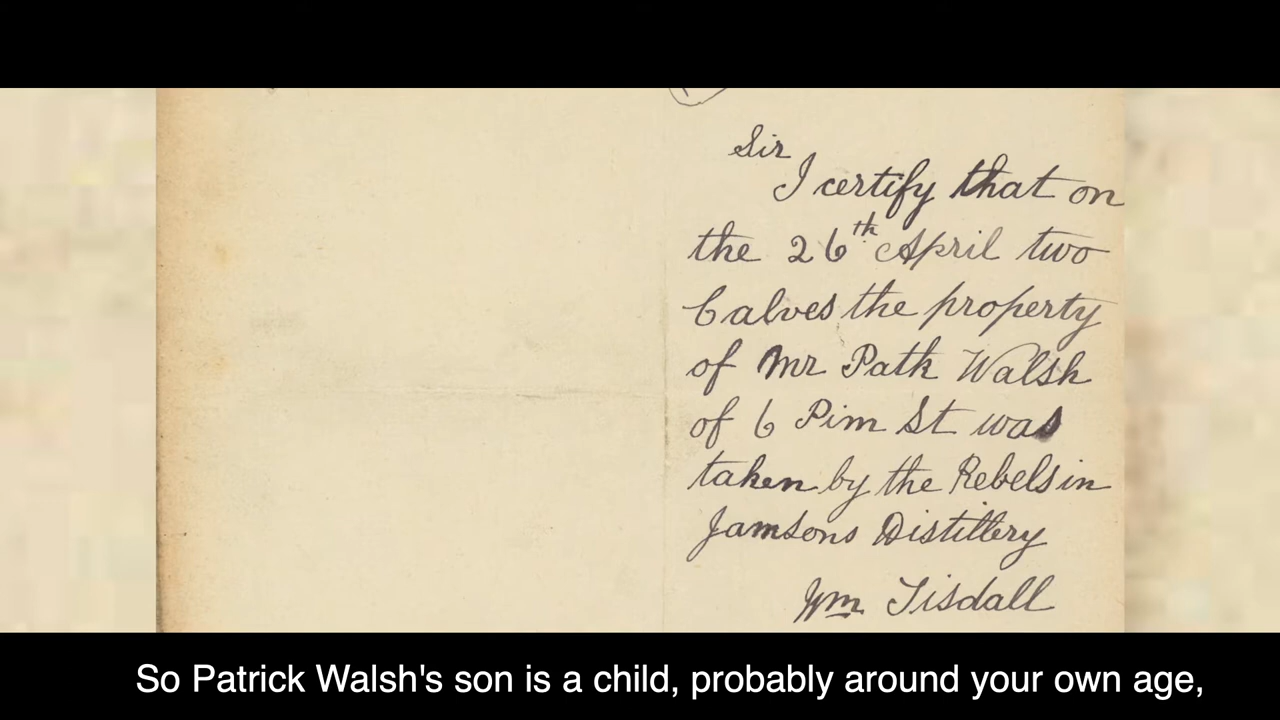 Sir
I certify that on
the 26th April two
Calves the property
of Mr Patk Walsh
of 6 Pim St was
taken by the Rebels in
Jamsons Distillery
Wm Tisdall
So Patrick Walsh's son is a child, probably around your own age,